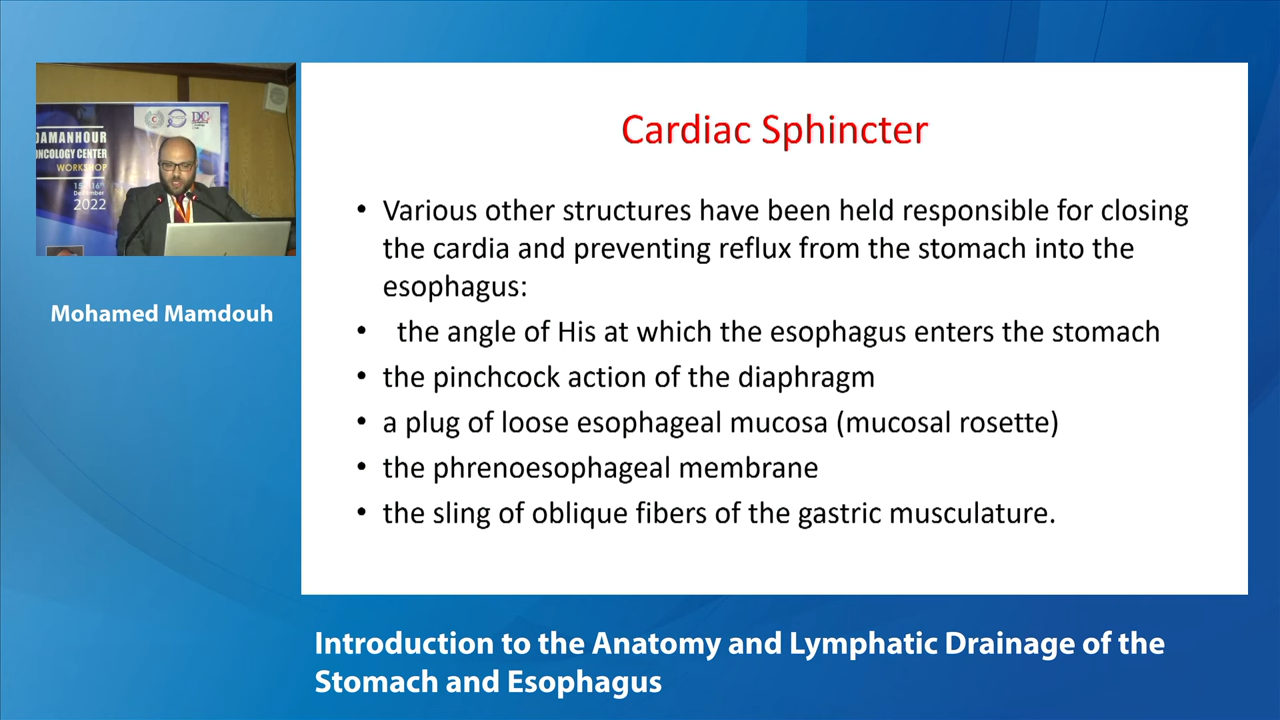 DAMANHOUR
ONCOLOGY CENTER
WORKSHOP
2022
Mohamed Mamdouh
Cardiac Sphincter
• Various other structures have been held responsible for closing
the cardia and preventing reflux from the stomach into the
esophagus:
• the angle of His at which the esophagus enters the stomach
• the pinchcock action of the diaphragm
• a plug of loose esophageal mucosa (mucosal rosette)
• the phrenoesophageal membrane
• the sling of oblique fibers of the gastric musculature.
Introduction to the Anatomy and Lymphatic Drainage of the
Stomach and Esophagus